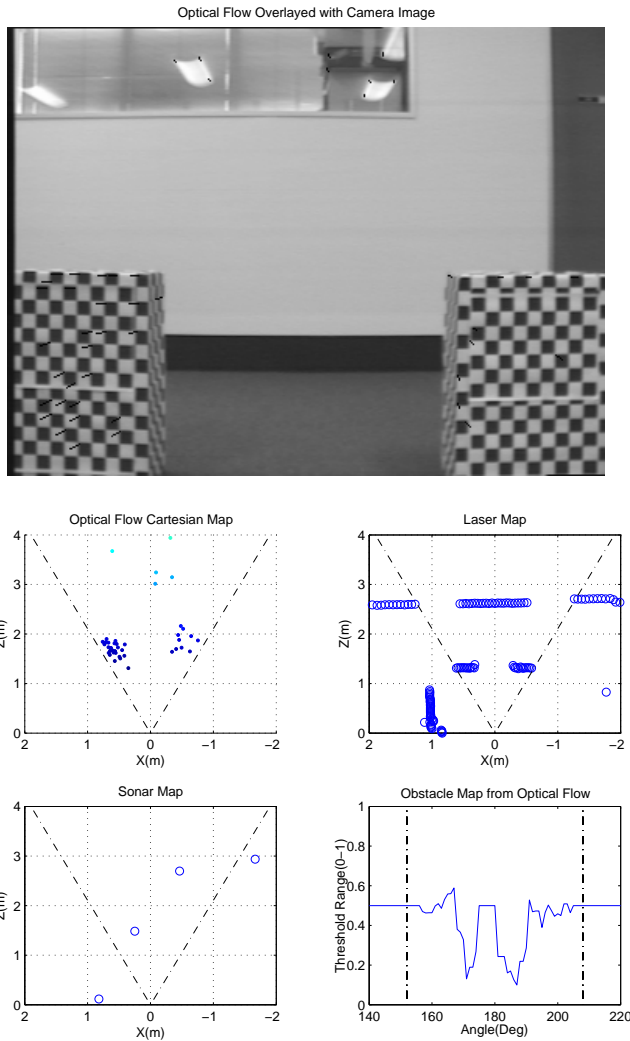 Optical Flow Overlayed with Camera Image
Optical Flow Cartesian Map
4
3
2
1
0
Z(m)
2 1 0 −1 −2
X(m)
Laser Map
4
3
2
1
0
Z(m)
2 1 0 −1 −2
X(m)
Sonar Map
4
3
2
1
0
Z(m)
2 1 0 −1 −2
X(m)
Obstacle Map from Optical Flow
1
0.8
0.6
0.4
0.2
0
Threshold Range(0−1)
140 160 180 200 220
Angle(Deg)